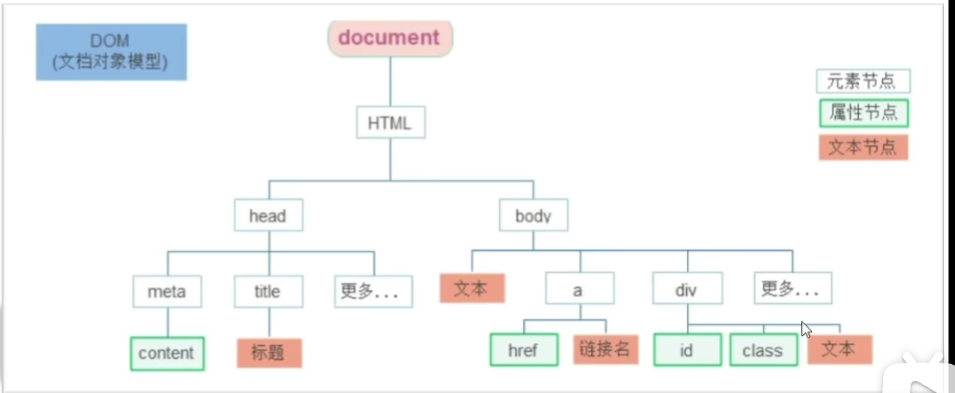 DOM
(文档对象模型)
document
元素节点
HTML
属性节点
文本节点
head
body
meta
title
更多...
文本
a
div
更多...
content
标题
href
链接名
id
class
文本